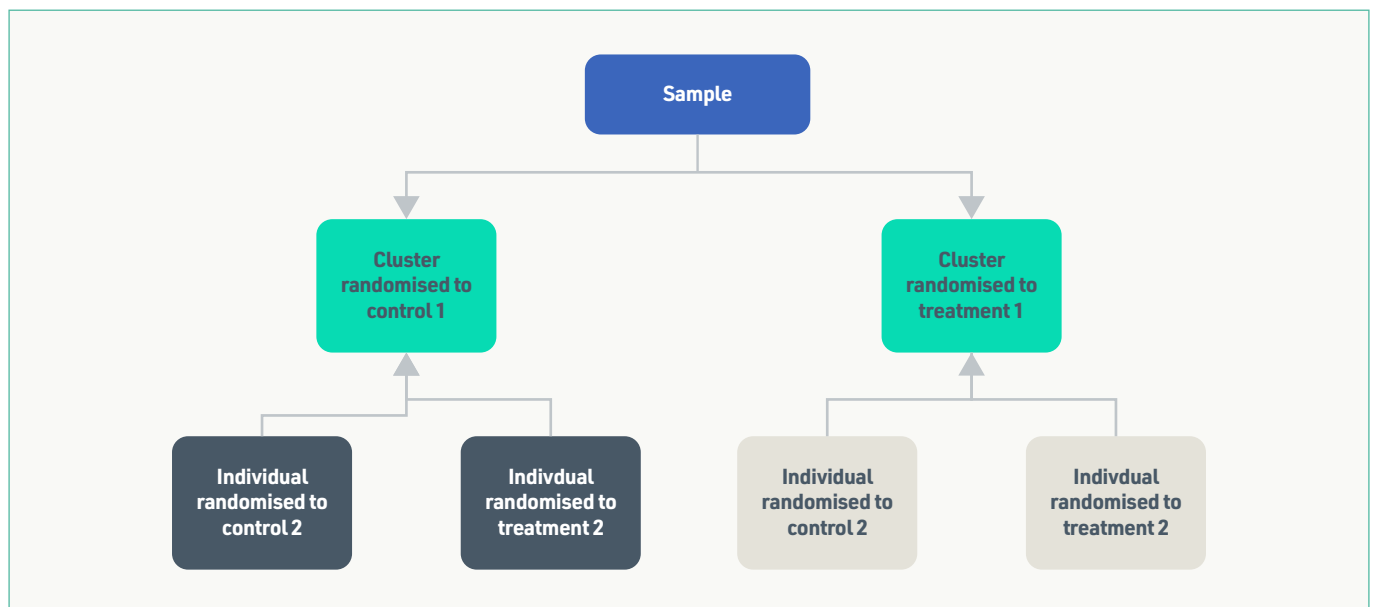 Sample
Cluster
randomised to
control 1
Cluster
randomised to
treatment 1
Individual
randomised to
control 2
Indivdual
randomised to
treatment 2
Individual
randomised to
control 2
Indivdual
randomised to
treatment 2